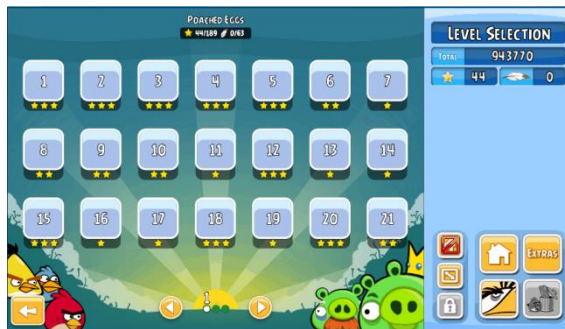 POACHED EGGS
44/189 0/63
1 2 3 4 5 6 7
8 9 10 11 12 13 14
15 16 17 18 19 20 21
1
LEVEL SELECTION
TOTAL 943770
44 0
EXTRAS